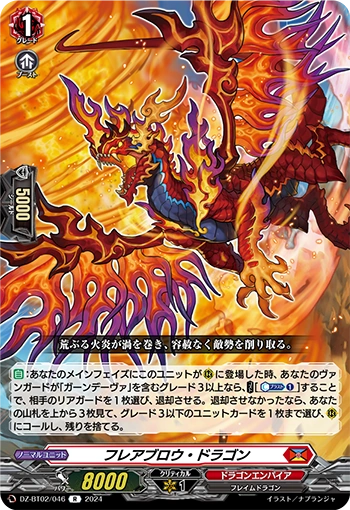 1
グレード
ブースト
5000
シールド
荒ぶる火炎が渦を巻き、容赦なく敵勢を削り取る。
自:あなたのメインフェイズにこのユニットがRに登場した時、あなたのヴァ
ンガードが「ガーンデーヴァ」を含むグレード3以上なら、[ブラスト1]することで、
相手のリアガードを1枚選び、退却させる。退却させなかったなら、あなた
の山札を上から3枚見て、グレード3以下のユニットカードを1枚まで選び、R
にコールし、残りを捨てる。
ノーマルユニット
フレアブロウ・ドラゴン
パワー
8000
クリティカル
1
ドラゴンエンパイア
フレイムドラゴン
DZ-BT02/046 R 2024
イラスト/ナブランジャ